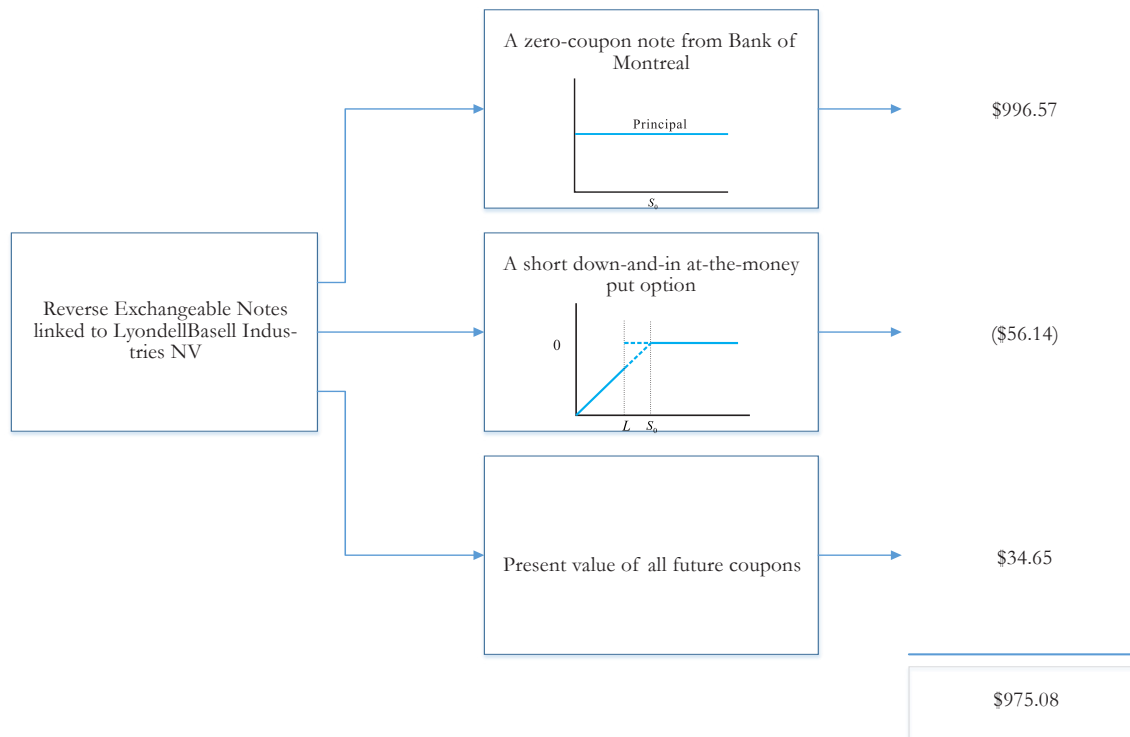 A zero-coupon note from Bank of
Montreal
Principal
S₀
$996.57
Reverse Exchangeable Notes
linked to LyondellBasell Indus-
tries NV
A short down-and-in at-the-money
put option
0
L S₀
($56.14)
Present value of all future coupons
$34.65
$975.08